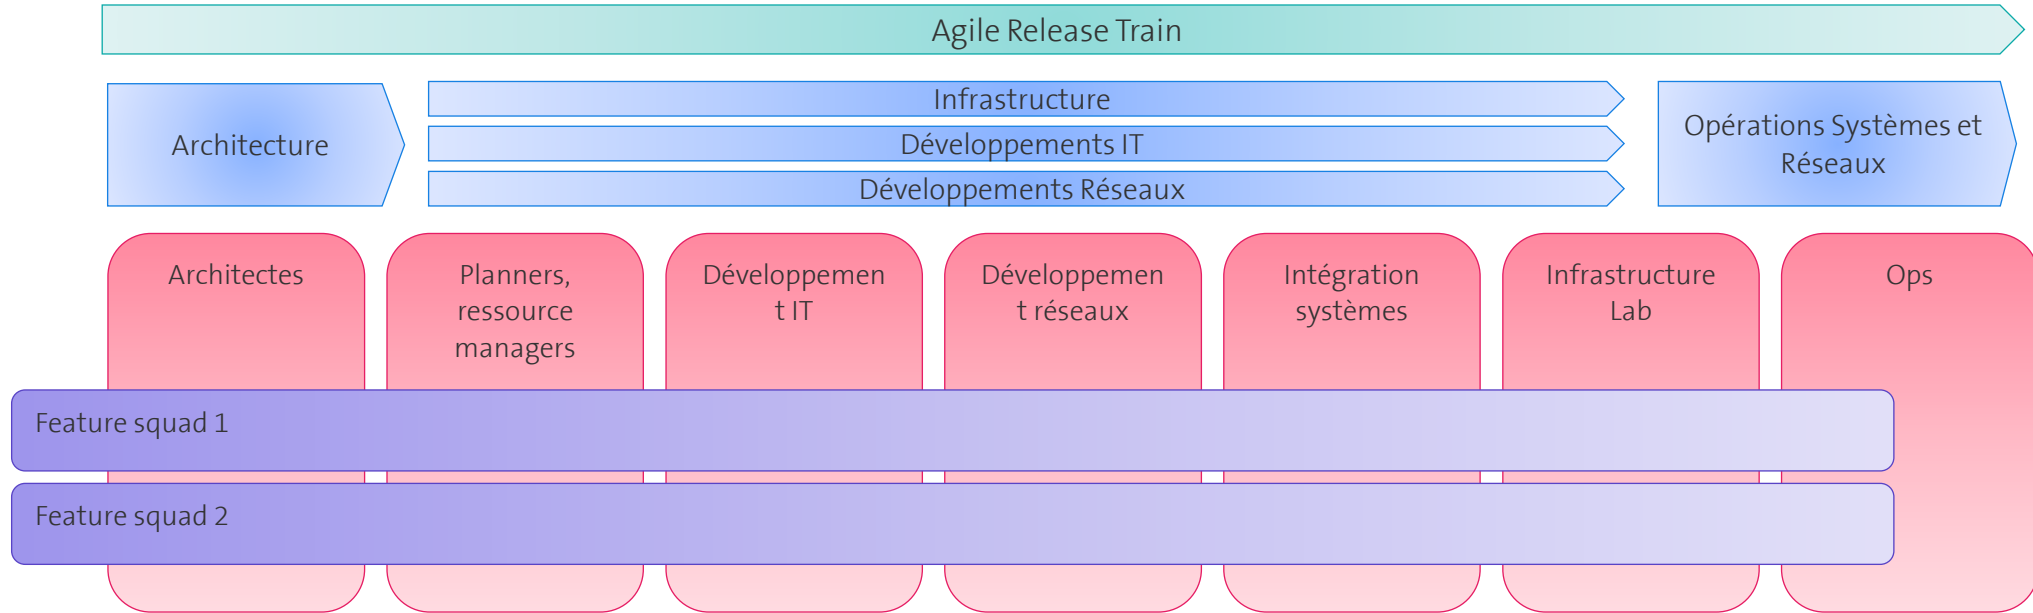 Agile Release Train
Architecture
Infrastructure
Développements IT
Développements Réseaux
Opérations Systèmes et
Réseaux
Architectes
Planners,
ressource
managers
Développemen
t IT
Développemen
t réseaux
Intégration
systèmes
Infrastructure
Lab
Ops
Feature squad 1
Feature squad 2